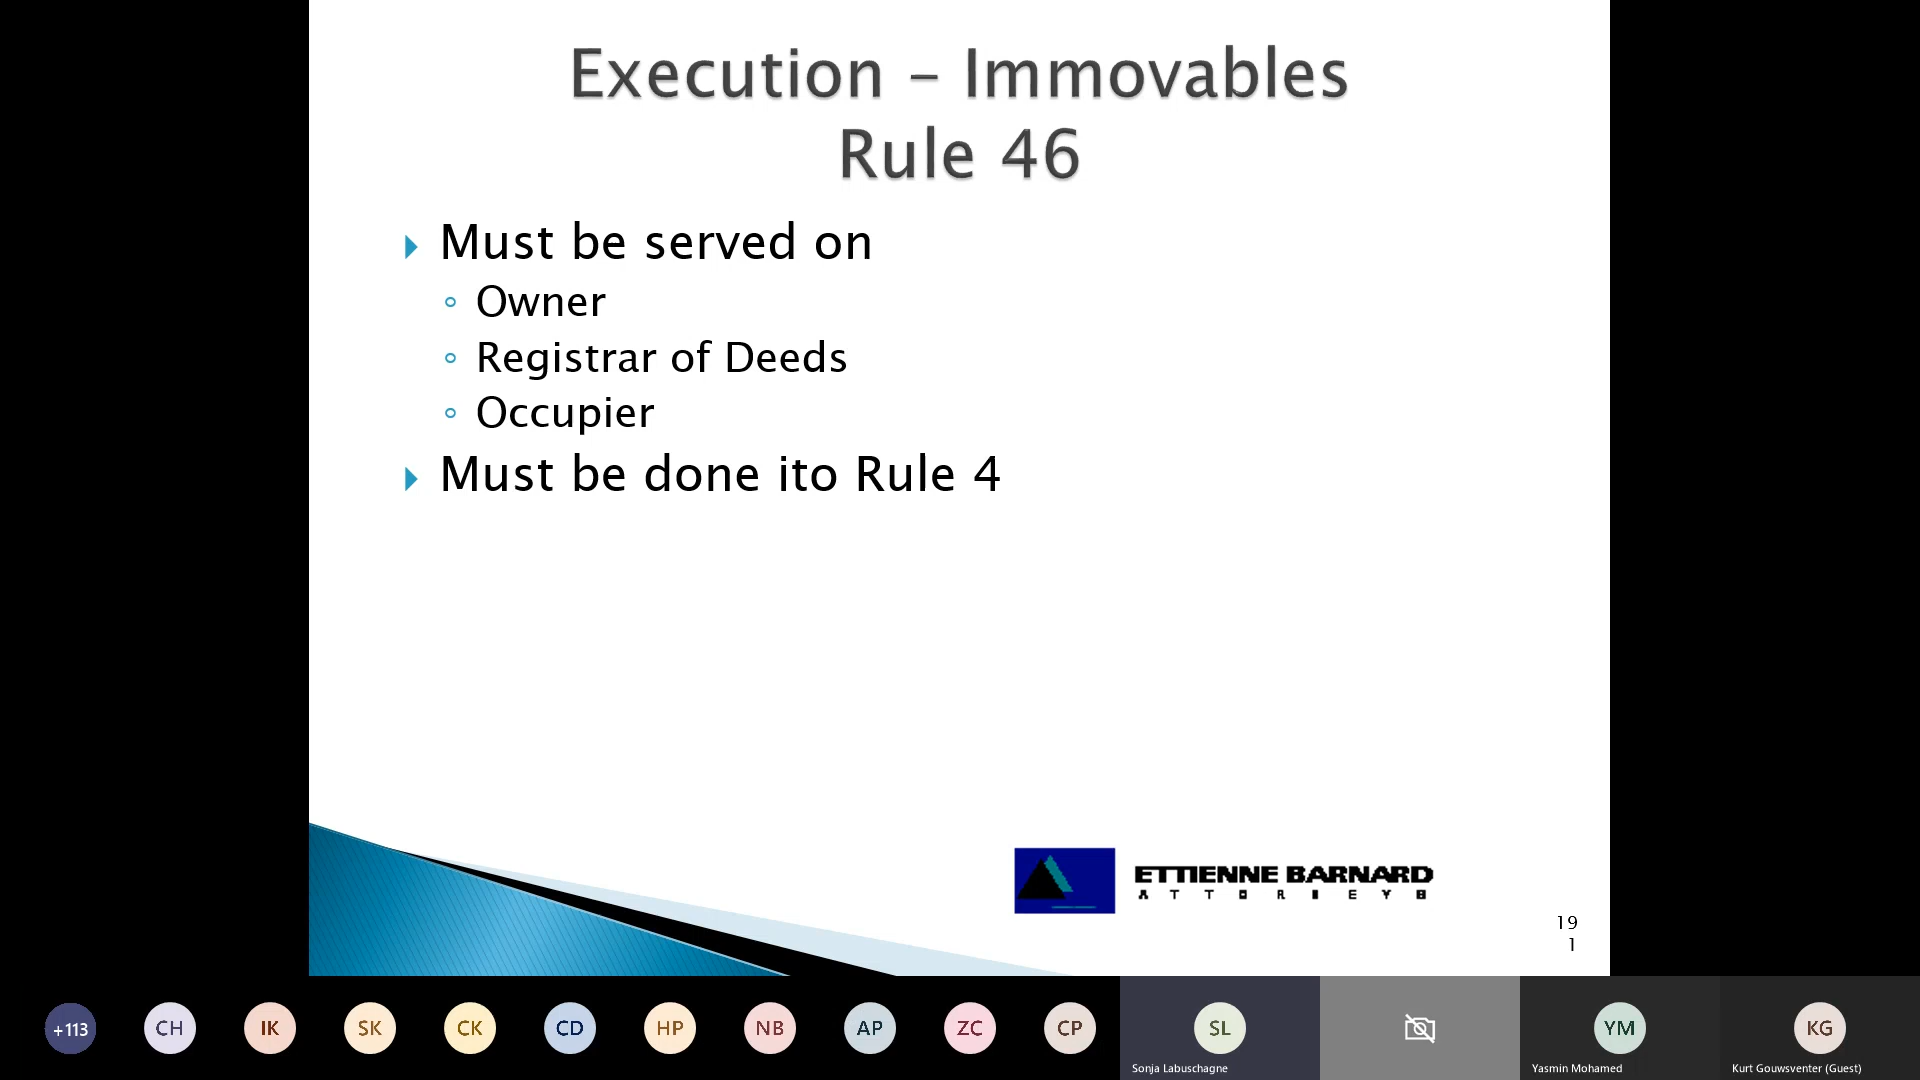 Execution – Immovables
Rule 46
Must be served on
Owner
Registrar of Deeds
Occupier
Must be done ito Rule 4
ETTIENNE BARNARD
ATTORNEYS
19
1
+113 CH IK SK CK CD HP NB AP ZC CP SL YM KG
Sonja Labuschagne Yasmin Mohamed Kurt Gouwsventer (Guest)